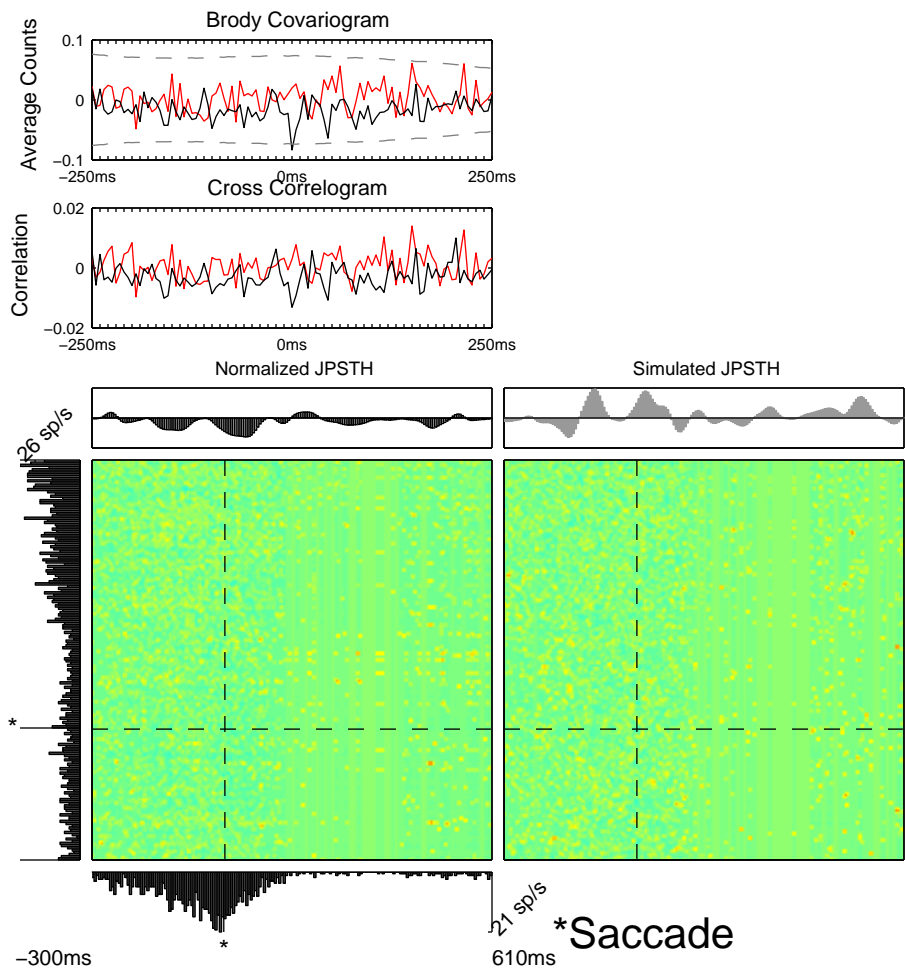 Brody Covariogram
0.1
0
−0.1
Average Counts
−250ms
0ms
250ms
Cross Correlogram
0.02
0
−0.02
Correlation
−250ms
0ms
250ms
Normalized JPSTH
Simulated JPSTH
26 sp/s
*
*
21 sp/s
*Saccade
−300ms
610ms